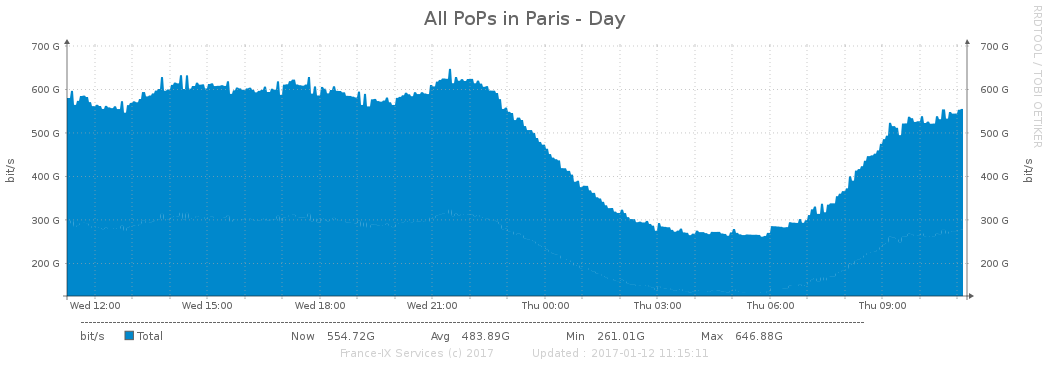 All PoPs in Paris - Day
RRDTOOL / TOBI OETIKER
700 G 700 G
600 G 600 G
500 G 500 G
400 G 400 G
300 G 300 G
200 G 200 G
bit/s bit/s
Wed 12:00 Wed 15:00 Wed 18:00 Wed 21:00 Thu 00:00 Thu 03:00 Thu 06:00 Thu 09:00
bit/s Total Now 554.72G Avg 483.89G Min 261.01G Max 646.88G
France-IX Services (c) 2017 Updated : 2017-01-12 11:15:11